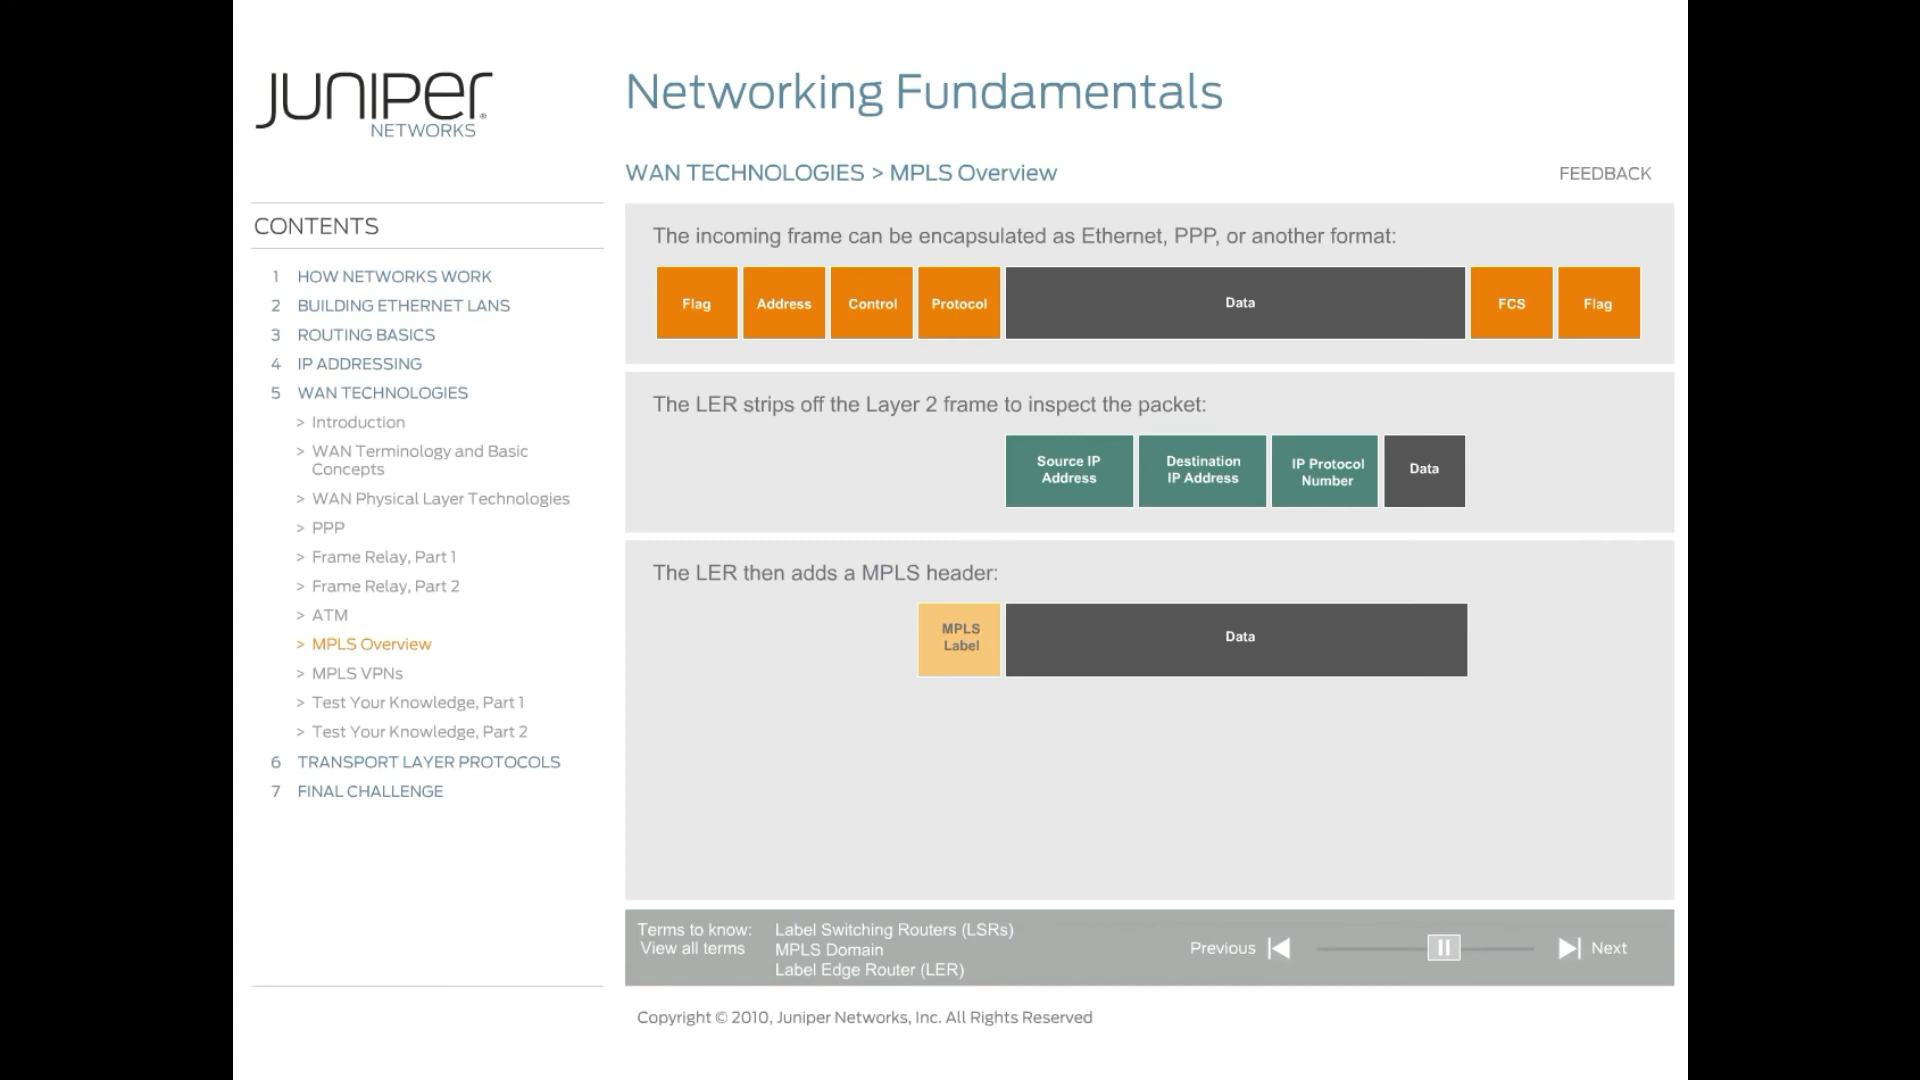 JUNIPER
NETWORKS
Networking Fundamentals
WAN TECHNOLOGIES > MPLS Overview
FEEDBACK
CONTENTS
1 HOW NETWORKS WORK
2 BUILDING ETHERNET LANS
3 ROUTING BASICS
4 IP ADDRESSING
5 WAN TECHNOLOGIES
> Introduction
> WAN Terminology and Basic
Concepts
> WAN Physical Layer Technologies
> PPP
> Frame Relay, Part 1
> Frame Relay, Part 2
> ATM
> MPLS Overview
> MPLS VPNs
> Test Your Knowledge, Part 1
> Test Your Knowledge, Part 2
6 TRANSPORT LAYER PROTOCOLS
7 FINAL CHALLENGE
The incoming frame can be encapsulated as Ethernet, PPP, or another format:
Flag Address Control Protocol Data FCS Flag
The LER strips off the Layer 2 frame to inspect the packet:
Source IP
Address
Destination
IP Address
IP Protocol
Number
Data
The LER then adds a MPLS header:
MPLS
Label
Data
Terms to know:
View all terms
Label Switching Routers (LSRs)
MPLS Domain
Label Edge Router (LER)
Previous
Next
Copyright © 2010, Juniper Networks, Inc. All Rights Reserved